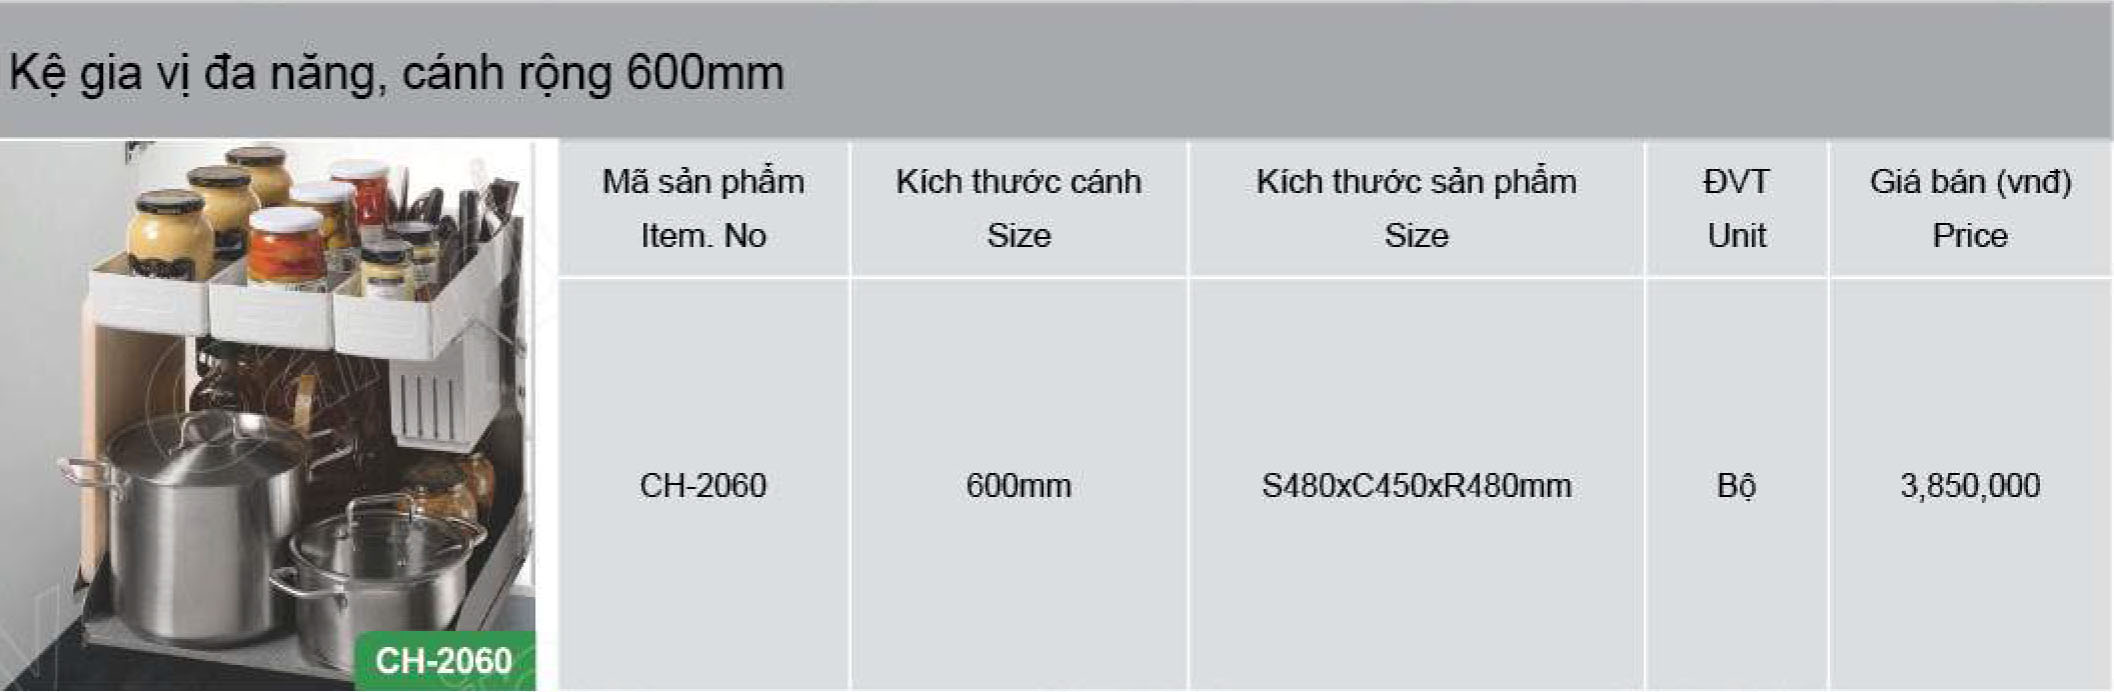 Kệ gia vị đa năng, cánh rộng 600mm
Mã sản phẩm
Item. No
Kích thước cánh
Size
Kích thước sản phẩm
Size
ĐVT
Unit
Giá bán (vnđ)
Price
CH-2060
600mm
S480xC450xR480mm
Bộ
3,850,000
CH-2060